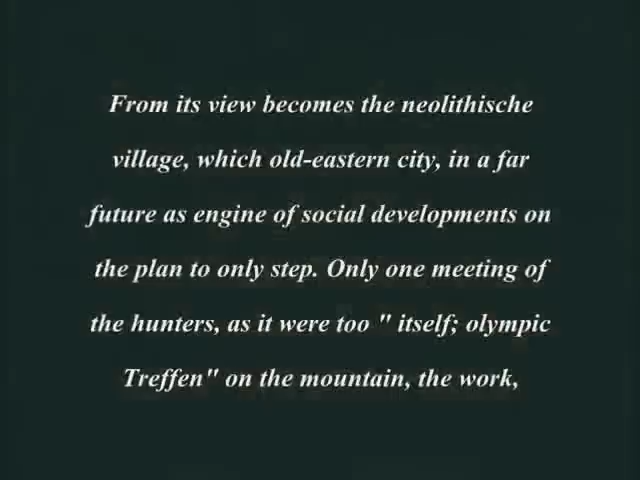 From its view becomes the neolithische
village, which old-eastern city, in a far
future as engine of social developments on
the plan to only step. Only one meeting of
the hunters, as it were too " itself; olympic
Treffen" on the mountain, the work,